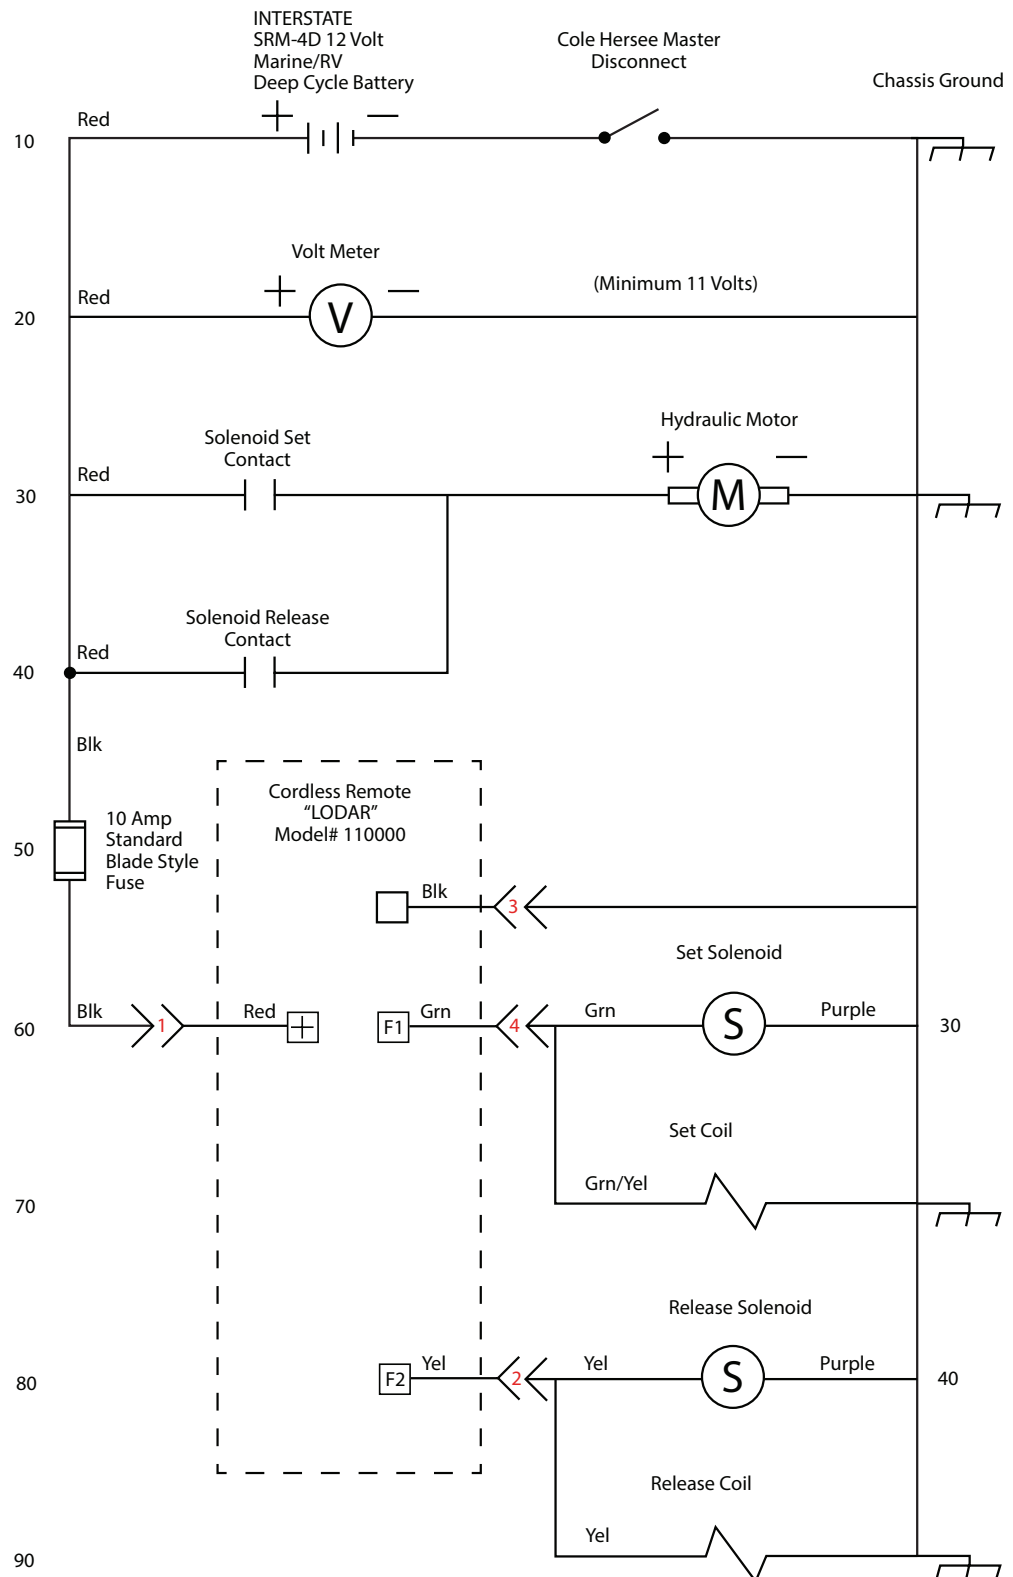 INTERSTATE
SRM-4D 12 Volt
Marine/RV
Deep Cycle Battery
Cole Hersee Master
Disconnect
Chassis Ground
10
Red
+
—
Volt Meter
(Minimum 11 Volts)
20
Red
+
V
—
Solenoid Set
Contact
Hydraulic Motor
30
Red
+
M
—
Solenoid Release
Contact
40
Red
Blk
Cordless Remote
“LODAR”
Model# 110000
50
10 Amp
Standard
Blade Style
Fuse
Blk
3
Set Solenoid
60
Blk
1
Red
+
F1
Grn
4
Grn
S
Purple
30
Set Coil
70
Grn/Yel
Release Solenoid
80
F2
Yel
2
Yel
S
Purple
40
Release Coil
90
Yel